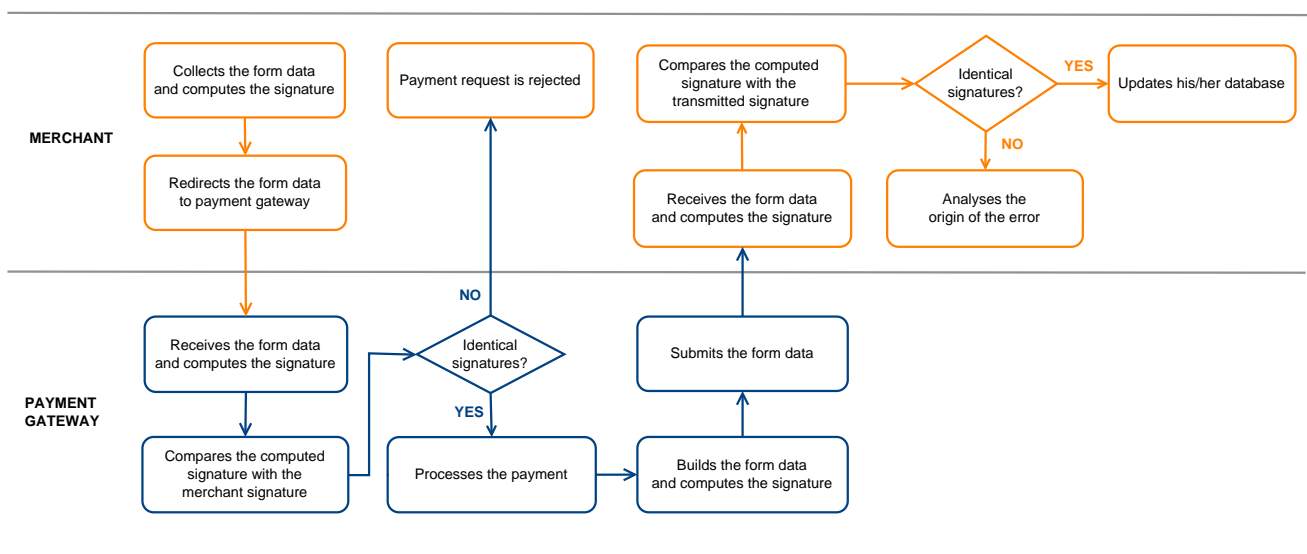 MERCHANT
Collects the form data
and computes the signature
Redirects the form data
to payment gateway
Payment request is rejected
Compares the computed
signature with the
transmitted signature
Receives the form data
and computes the signature
Identical
signatures?
YES
NO
Updates his/her database
Analyses the
origin of the error
PAYMENT
GATEWAY
Receives the form data
and computes the signature
Compares the computed
signature with the
merchant signature
NO
Identical
signatures?
YES
Processes the payment
Submits the form data
Builds the form data
and computes the signature